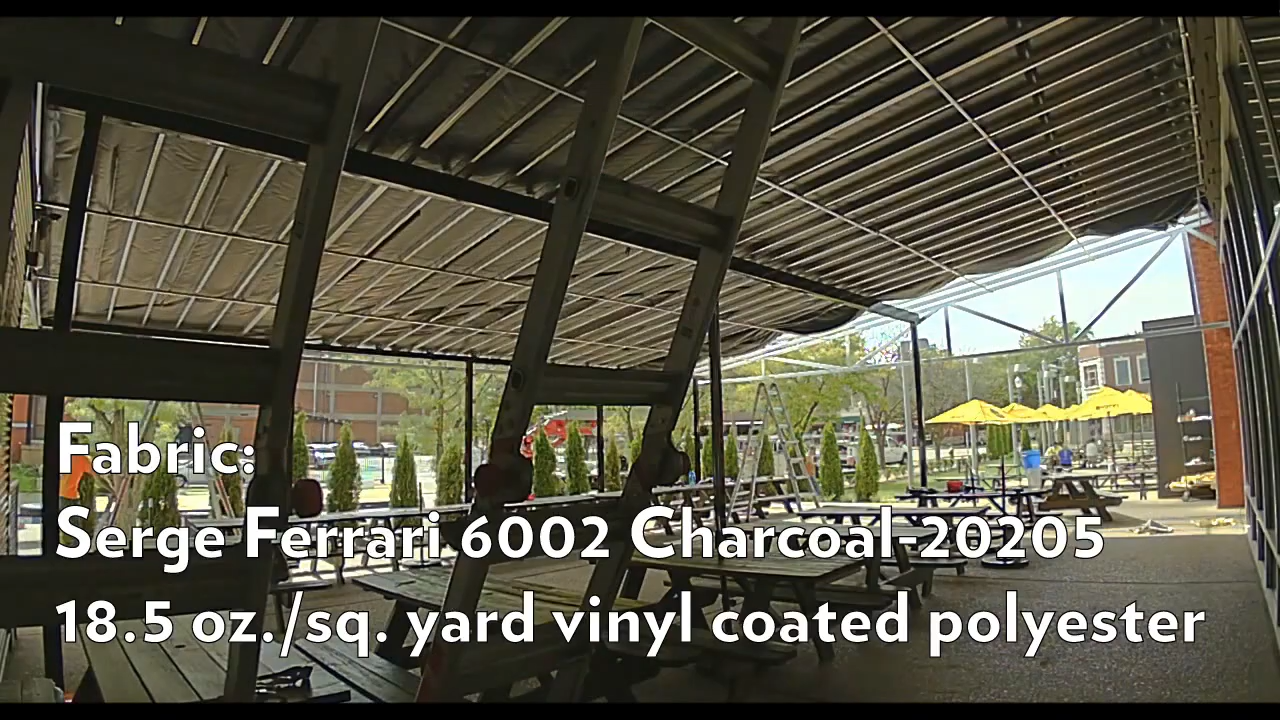 Fabric:
Serge Ferrari 6002 Charcoal-20205
18.5 oz./sq. yard vinyl coated polyester